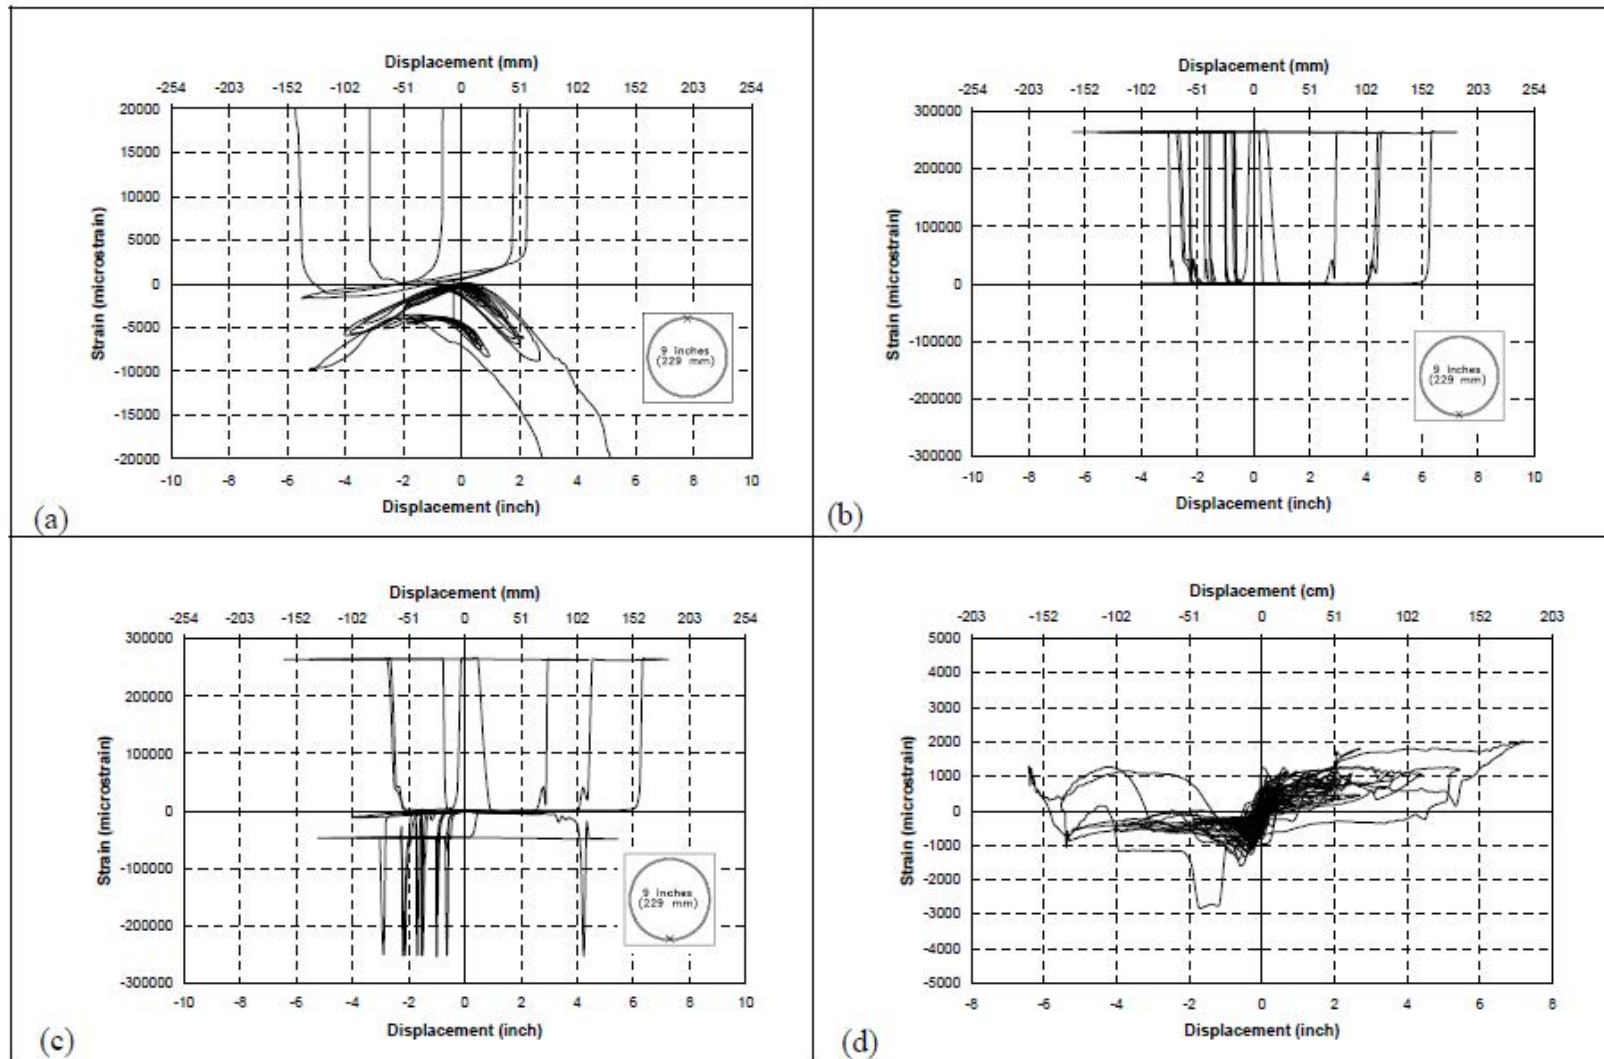 Displacement (mm)
-254 -203 -152 -102 -51 0 51 102 152 203 254
20000
15000
10000
5000
0
-5000
-10000
-15000
-20000
Strain (microstrain)
9 inches
(229 mm)
-10 -8 -6 -4 -2 0 2 4 6 8 10
Displacement (inch)
(a)
Displacement (mm)
-254 -203 -152 -102 -51 0 51 102 152 203 254
300000
200000
100000
0
-100000
-200000
-300000
Strain (microstrain)
9 inches
(229 mm)
-10 -8 -6 -4 -2 0 2 4 6 8 10
Displacement (inch)
(b)
Displacement (mm)
-254 -203 -152 -102 -51 0 51 102 152 203 254
300000
200000
100000
0
-100000
-200000
-300000
Strain (microstrain)
9 inches
(229 mm)
-10 -8 -6 -4 -2 0 2 4 6 8 10
Displacement (inch)
(c)
Displacement (cm)
-203 -152 -102 -51 0 51 102 152 203
5000
4000
3000
2000
1000
0
-1000
-2000
-3000
-4000
-5000
Strain (microstrain)
-8 -6 -4 -2 0 2 4 6 8
Displacement (inch)
(d)